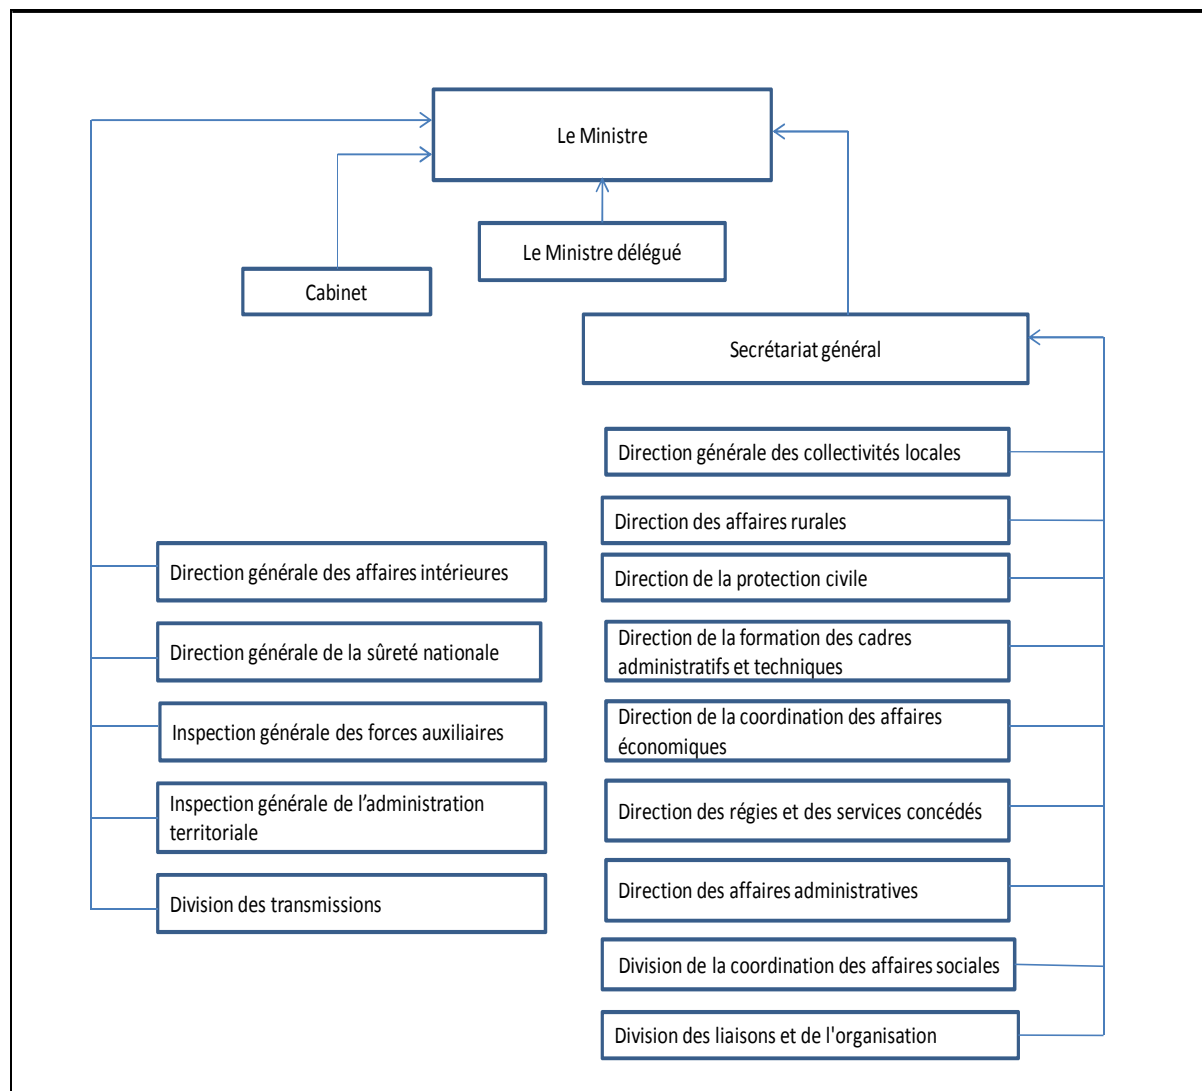 Le Ministre
Le Ministre délégué
Cabinet
Secrétariat général
Direction générale des collectivités locales
Direction des affaires rurales
Direction de la protection civile
Direction de la formation des cadres
administratifs et techniques
Direction de la coordination des affaires
économiques
Direction des régies et des services concédés
Direction des affaires administratives
Division de la coordination des affaires sociales
Division des liaisons et de l'organisation
Direction générale des affaires intérieures
Direction générale de la sûreté nationale
Inspection générale des forces auxiliaires
Inspection générale de l’administration
territoriale
Division des transmissions